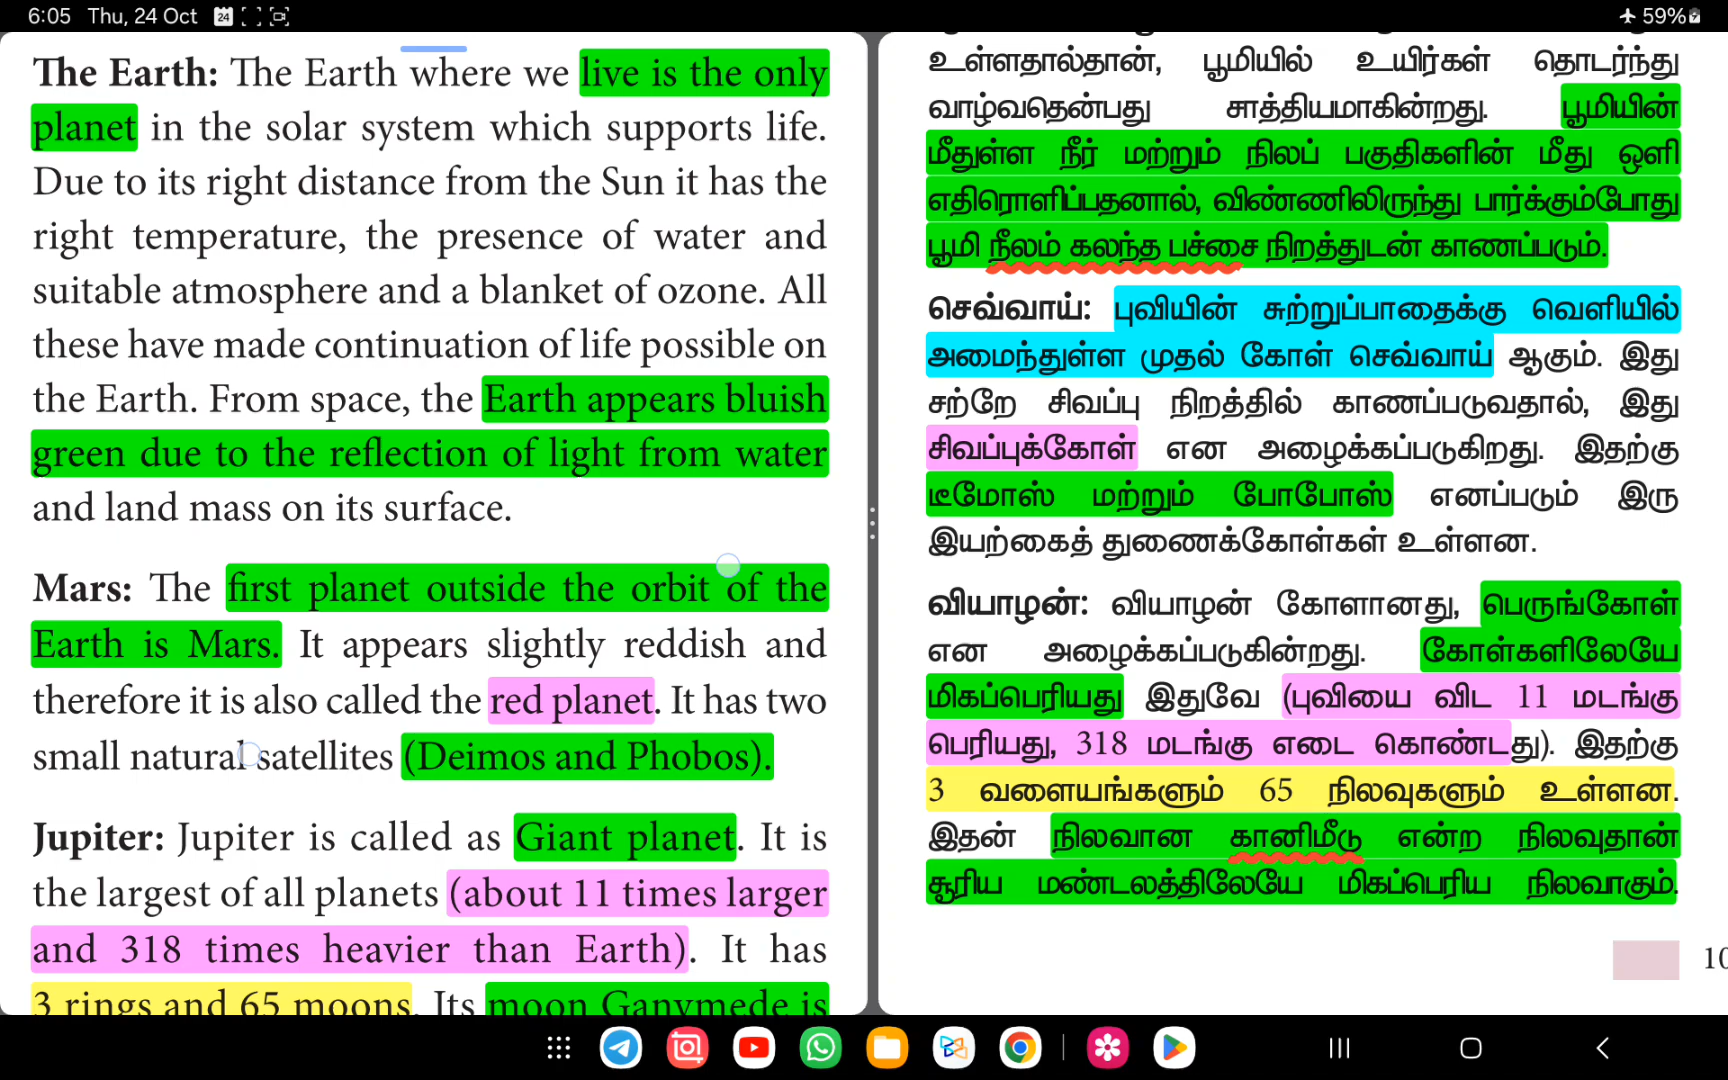 6:05 Thu, 24 Oct 24
59%
The Earth: The Earth where we live is the only
planet in the solar system which supports life.
Due to its right distance from the Sun it has the
right temperature, the presence of water and
suitable atmosphere and a blanket of ozone. All
these have made continuation of life possible on
the Earth. From space, the Earth appears bluish
green due to the reflection of light from water
and land mass on its surface.
Mars: The first planet outside the orbit of the
Earth is Mars. It appears slightly reddish and
therefore it is also called the red planet. It has two
small natural satellites (Deimos and Phobos).
Jupiter: Jupiter is called as Giant planet. It is
the largest of all planets (about 11 times larger
and 318 times heavier than Earth). It has
3 rings and 65 moons. Its moon Ganymede is
உள்ளதால்தான், பூமியில் உயிர்கள் தொடர்ந்து
வாழ்வதென்பது சாத்தியமாகின்றது. பூமியின்
மீதுள்ள நீர் மற்றும் நிலப் பகுதிகளின் மீது ஒளி
எதிரொளிப்பதனால், விண்ணிலிருந்து பார்க்கும்போது
பூமி நீலம் கலந்த பச்சை நிறத்துடன் காணப்படும்.
செவ்வாய்: புவியின் சுற்றுப்பாதைக்கு வெளியில்
அமைந்துள்ள முதல் கோள் செவ்வாய் ஆகும். இது
சற்றே சிவப்பு நிறத்தில் காணப்படுவதால், இது
சிவப்புக்கோள் என அழைக்கப்படுகிறது. இதற்கு
டீமோஸ் மற்றும் போபோஸ் எனப்படும் இரு
இயற்கைத் துணைக்கோள்கள் உள்ளன.
வியாழன்: வியாழன் கோளானது, பெருங்கோள்
என அழைக்கப்படுகின்றது. கோள்களிலேயே
மிகப்பெரியது இதுவே (புவியை விட 11 மடங்கு
பெரியது, 318 மடங்கு எடை கொண்டது). இதற்கு
3 வளையங்களும் 65 நிலவுகளும் உள்ளன.
இதன் நிலவான கானிமீடு என்ற நிலவுதான்
சூரிய மண்டலத்திலேயே மிகப்பெரிய நிலவாகும்.